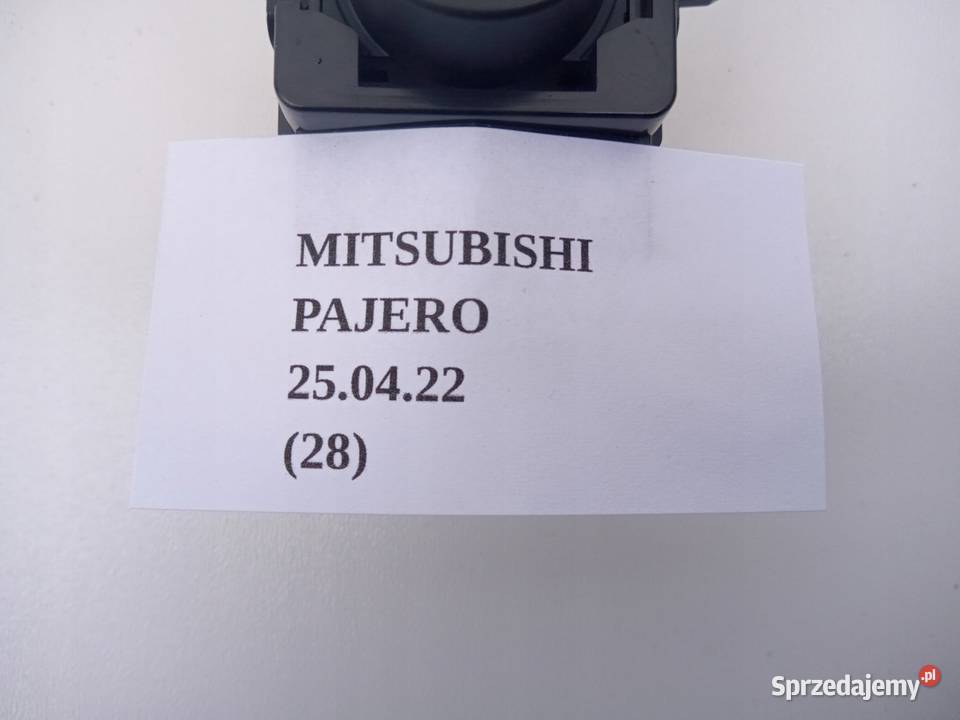 MITSUBISHI
PAJERO
25.04.22
(28)
Sprzedajemy.pl